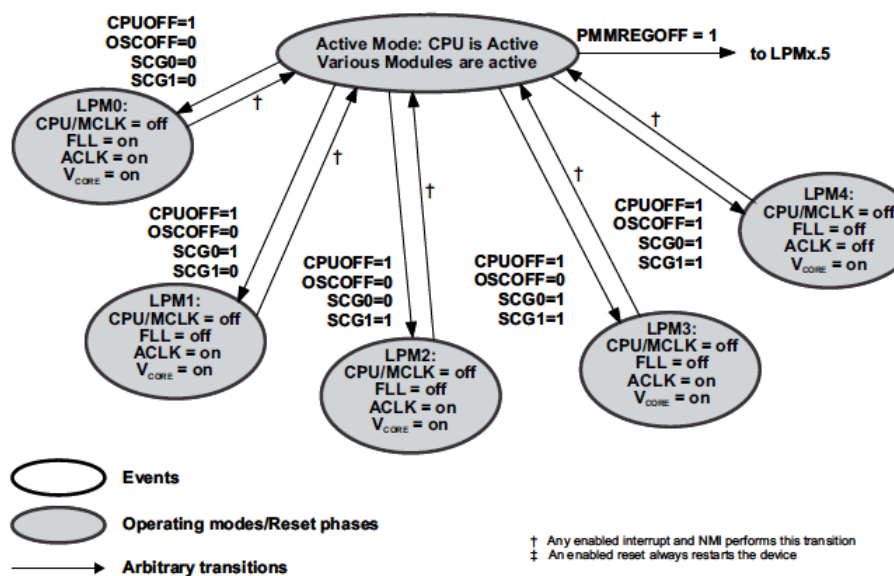 CPUOFF=1
OSCOFF=0
SCG0=0
SCG1=0
Active Mode: CPU is Active
Various Modules are active
PMMREGOFF = 1
to LPMx.5
LPM0:
CPU/MCLK = off
FLL = on
ACLK = on
VCORE = on
†
†
†
†
†
CPUOFF=1
OSCOFF=0
SCG0=1
SCG1=0
CPUOFF=1
OSCOFF=0
SCG0=0
SCG1=1
CPUOFF=1
OSCOFF=0
SCG0=1
SCG1=1
CPUOFF=1
OSCOFF=1
SCG0=1
SCG1=1
LPM4:
CPU/MCLK = off
FLL = off
ACLK = off
VCORE = on
LPM1:
CPU/MCLK = off
FLL = off
ACLK = on
VCORE = on
LPM2:
CPU/MCLK = off
FLL = off
ACLK = on
VCORE = on
LPM3:
CPU/MCLK = off
FLL = off
ACLK = on
VCORE = on
Events
Operating modes/Reset phases
Arbitrary transitions
† Any enabled interrupt and NMI performs this transition
‡ An enabled reset always restarts the device